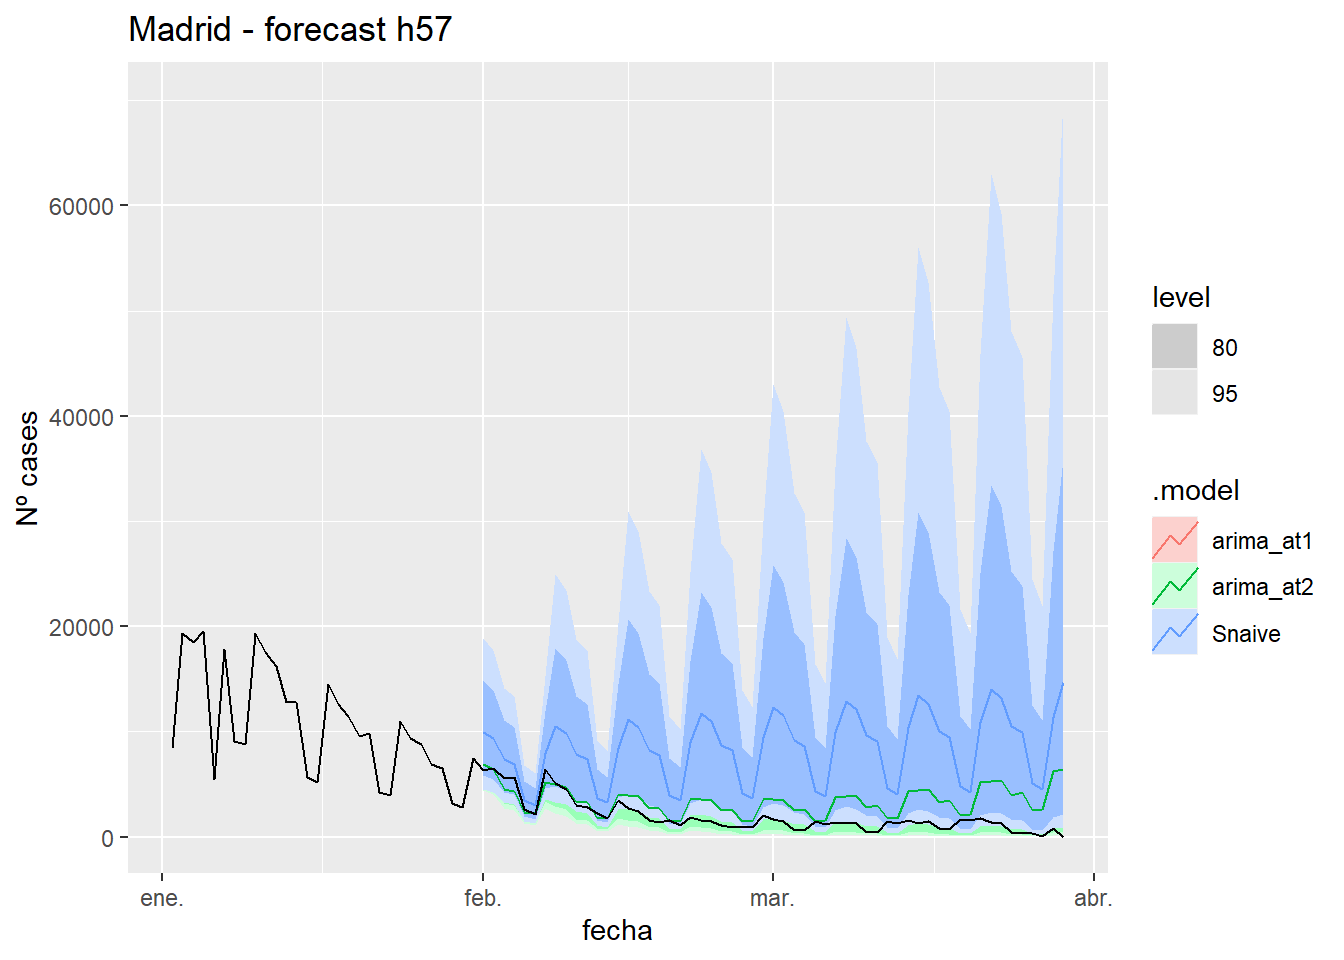 Madrid - forecast h57
Nº cases
60000
40000
20000
0
ene.
feb.
mar.
abr.
fecha
level
80
95
.model
arima_at1
arima_at2
Snaive